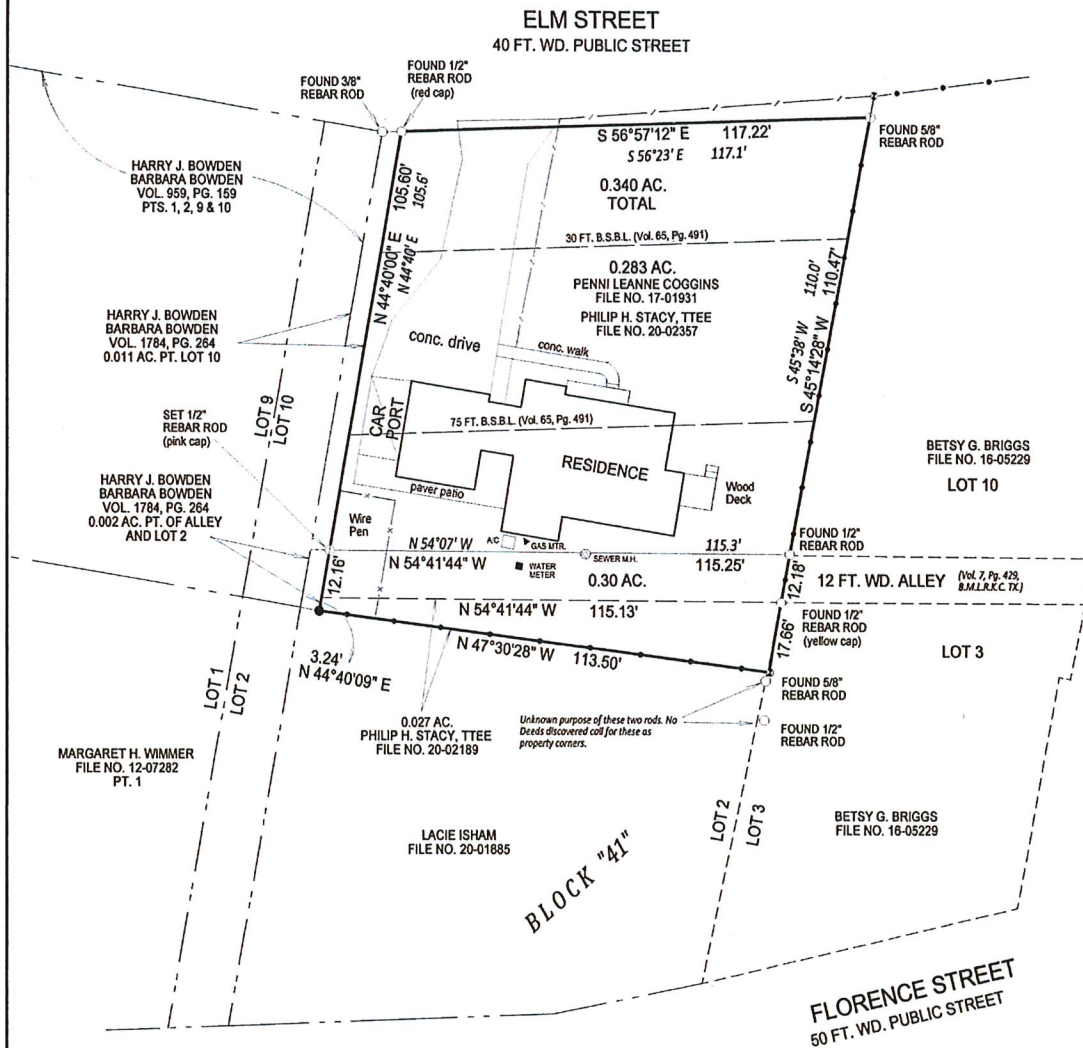 ELM STREET
40 FT. WD. PUBLIC STREET
FOUND 3/8"
REBAR ROD
FOUND 1/2"
REBAR ROD
(red cap)
S 56°57'12" E 117.22'
S 56°23' E 117.1'
FOUND 5/8"
REBAR ROD
HARRY J. BOWDEN
BARBARA BOWDEN
VOL. 959, PG. 159
PTS. 1, 2, 9 & 10
0.340 AC.
TOTAL
N 44°40'00" E 105.60'
N 44°40' E 105.6'
30 FT. B.S.B.L. (Vol. 65, Pg. 491)
0.283 AC.
PENNI LEANNE COGGINS
FILE NO. 17-01931
PHILIP H. STACY, TTEE
FILE NO. 20-02357
S 45°38' W 110.0'
S 45°14'28" W 110.47'
HARRY J. BOWDEN
BARBARA BOWDEN
VOL. 1784, PG. 264
0.011 AC. PT. LOT 10
conc. drive
conc. walk
LOT 9
LOT 10
SET 1/2"
REBAR ROD
(pink cap)
CAR
PORT
75 FT. B.S.B.L. (Vol. 65, Pg. 491)
RESIDENCE
BETSY G. BRIGGS
FILE NO. 16-05229
LOT 10
HARRY J. BOWDEN
BARBARA BOWDEN
VOL. 1784, PG. 264
0.002 AC. PT. OF ALLEY
AND LOT 2
paver patio
Wood
Deck
Wire
Pen
A/C
GAS MTR.
WATER
METER
SEWER M.H.
FOUND 1/2"
REBAR ROD
N 54°07' W 115.3'
N 54°41'44" W 115.25'
12.16'
0.30 AC.
12.18'
12 FT. WD. ALLEY
(Vol. 7, Pg. 429,
B.M.L.R.K.C. TX.)
N 54°41'44" W 115.13'
FOUND 1/2"
REBAR ROD
(yellow cap)
N 47°30'28" W 113.50'
17.66'
LOT 3
3.24'
N 44°40'09" E
LOT 1
LOT 2
FOUND 5/8"
REBAR ROD
0.027 AC.
PHILIP H. STACY, TTEE
FILE NO. 20-02189
Unknown purpose of these two rods. No
Deeds discovered call for these as
property corners.
FOUND 1/2"
REBAR ROD
MARGARET H. WIMMER
FILE NO. 12-07282
PT. 1
LOT 2
LOT 3
LACIE ISHAM
FILE NO. 20-01885
BETSY G. BRIGGS
FILE NO. 16-05229
BLOCK "41"
FLORENCE STREET
50 FT. WD. PUBLIC STREET